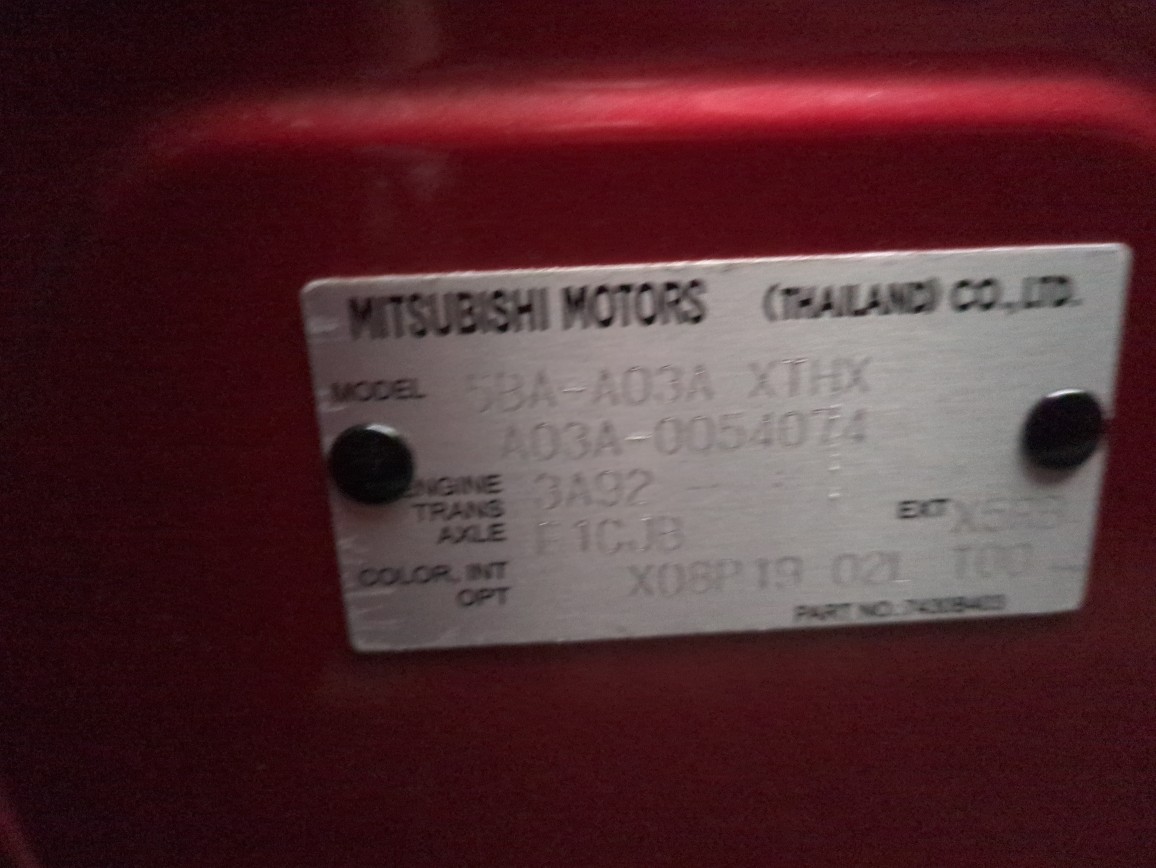 MITSUBISHI MOTORS (THAILAND) CO.,LTD.
MODEL 5BA-A03A XTHX
A03A-0054074
ENGINE 3A92
TRANS
AXLE F1CJB
EXT
COLOR, INT X08P19 02L T00
OPT
PART NO.